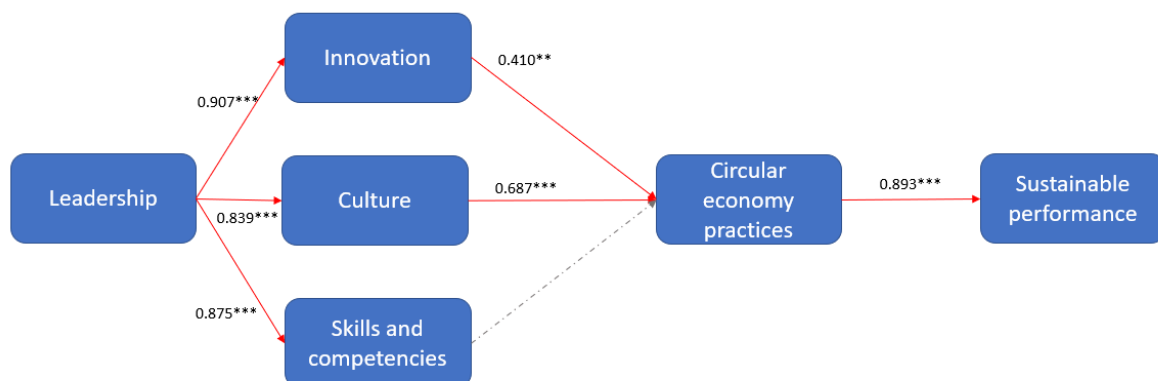 Innovation
0.410**
0.907***
Leadership
Culture
0.687***
0.839***
Circular
economy
practices
0.893***
Sustainable
performance
0.875***
Skills and
competencies